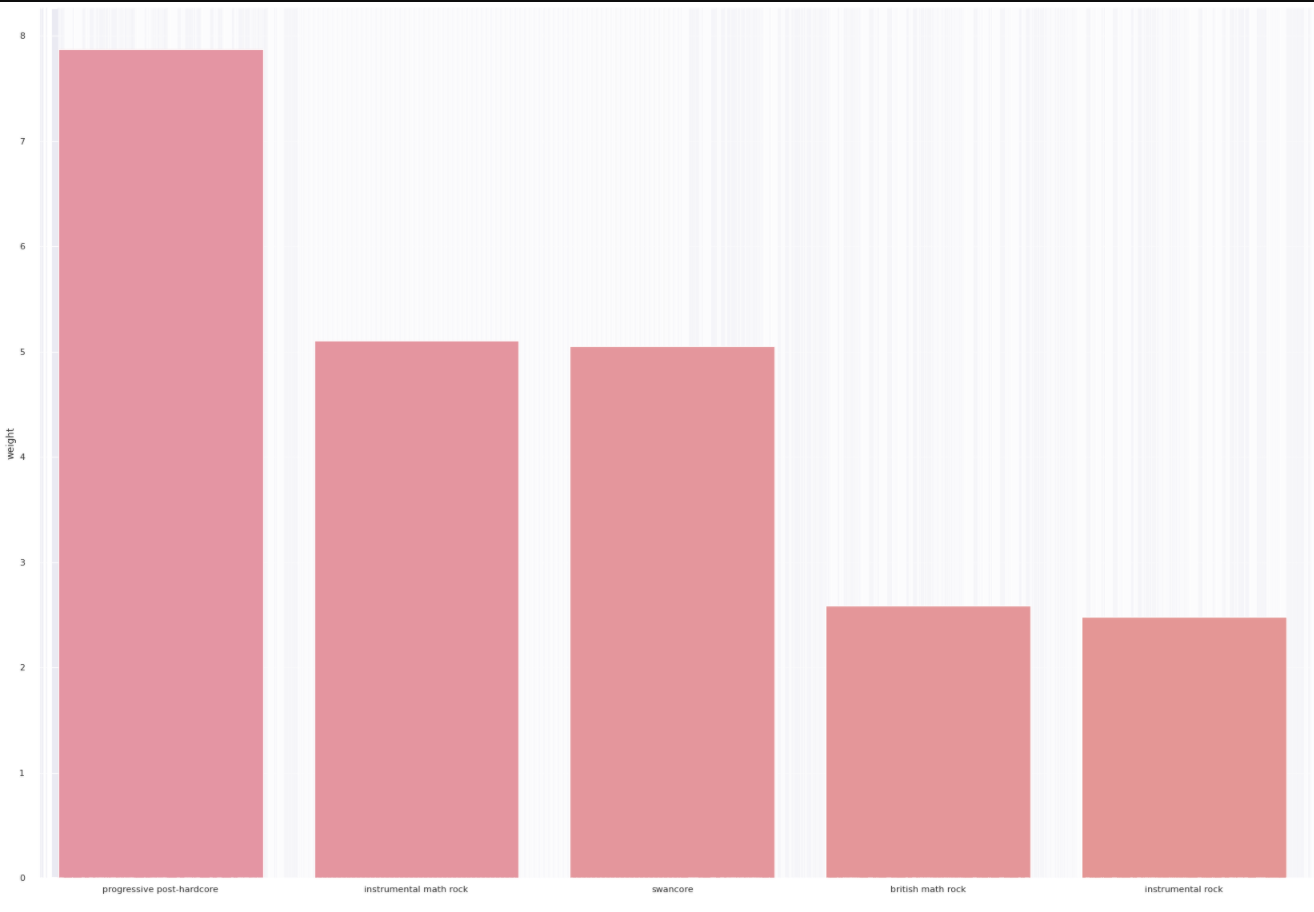 8
7
6
5
4
3
2
1
0
weight
progressive post-hardcore
instrumental math rock
swancore
british math rock
instrumental rock